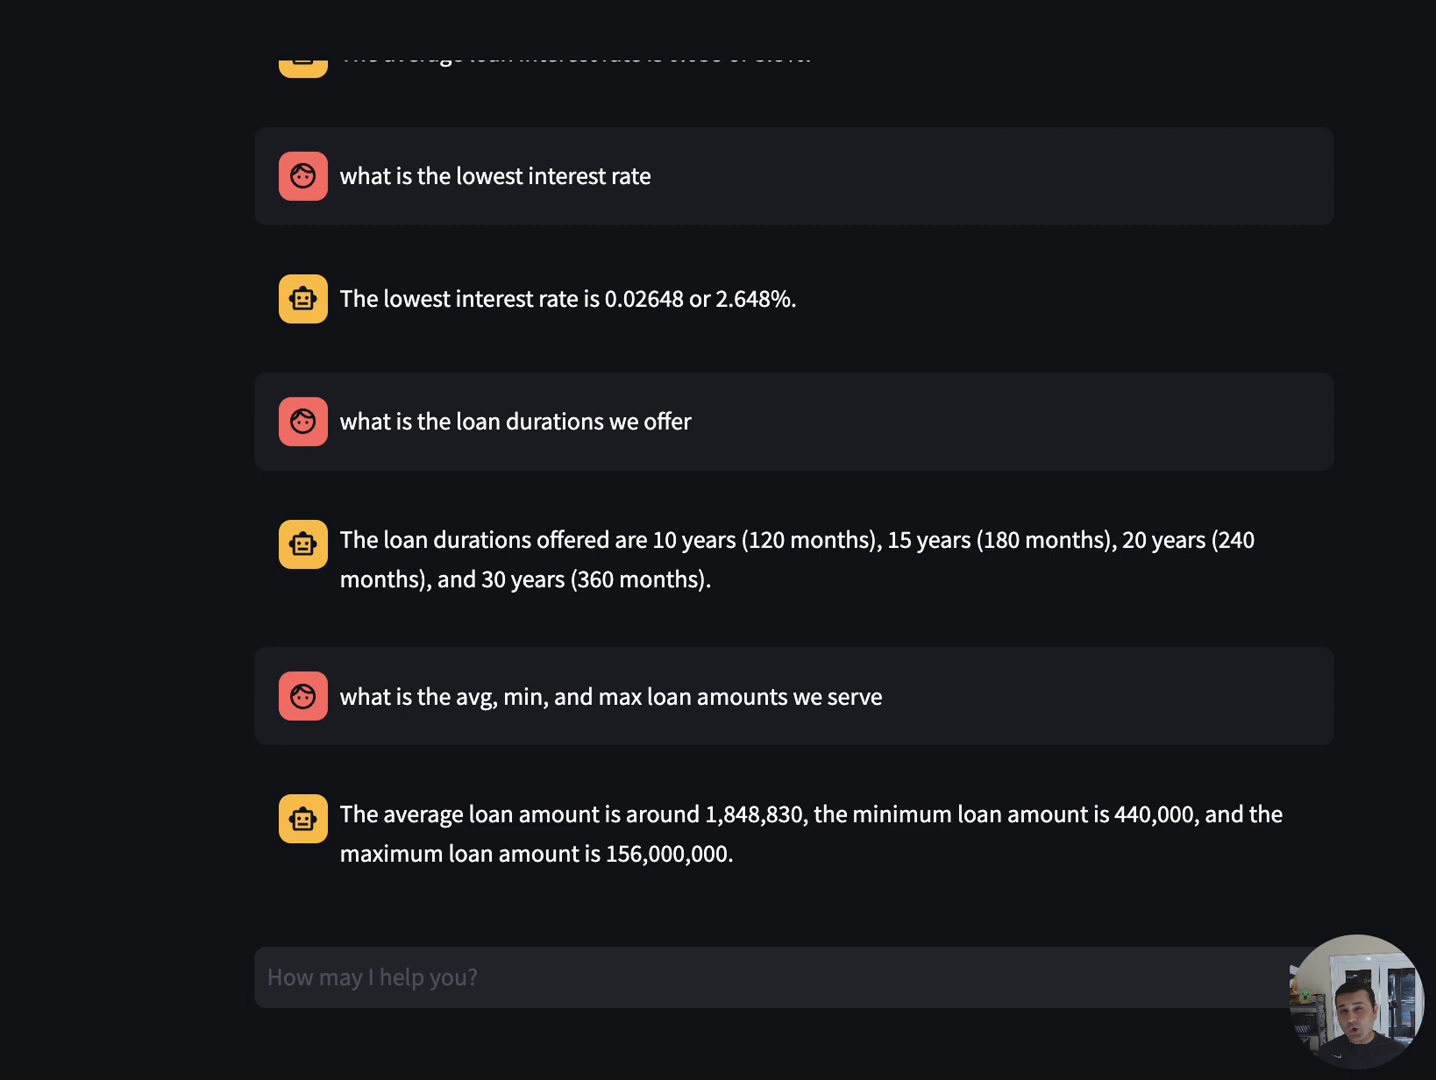 what is the lowest interest rate
The lowest interest rate is 0.02648 or 2.648%.
what is the loan durations we offer
The loan durations offered are 10 years (120 months), 15 years (180 months), 20 years (240
months), and 30 years (360 months).
what is the avg, min, and max loan amounts we serve
The average loan amount is around 1,848,830, the minimum loan amount is 440,000, and the
maximum loan amount is 156,000,000.
How may I help you?